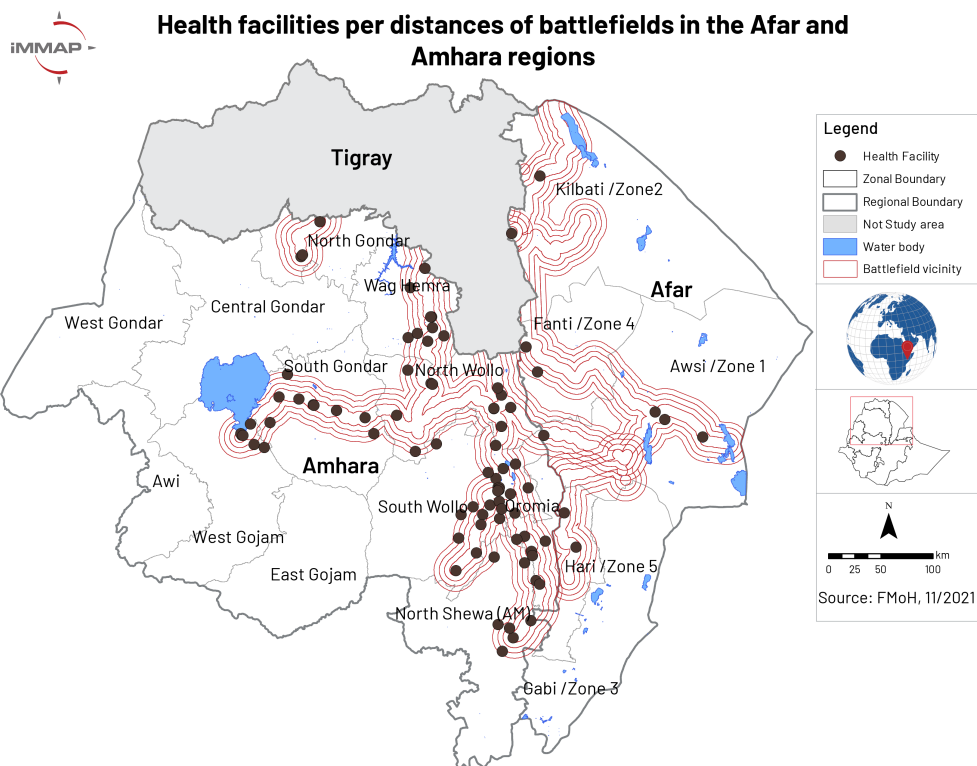 iMMAP
Health facilities per distances of battlefields in the Afar and
Amhara regions
Legend
Health Facility
Zonal Boundary
Regional Boundary
Not Study area
Water body
Battlefield vicinity
Tigray
Kilbati /Zone2
North Gondar
Wag Hemra
Afar
Central Gondar
West Gondar
Fanti /Zone 4
South Gondar
North Wollo
Awsi /Zone 1
Amhara
Awi
South Wollo
Oromia
West Gojam
East Gojam
Hari /Zone 5
North Shewa (AM)
Gabi /Zone 3
N
km
0 25 50 100
Source: FMoH, 11/2021